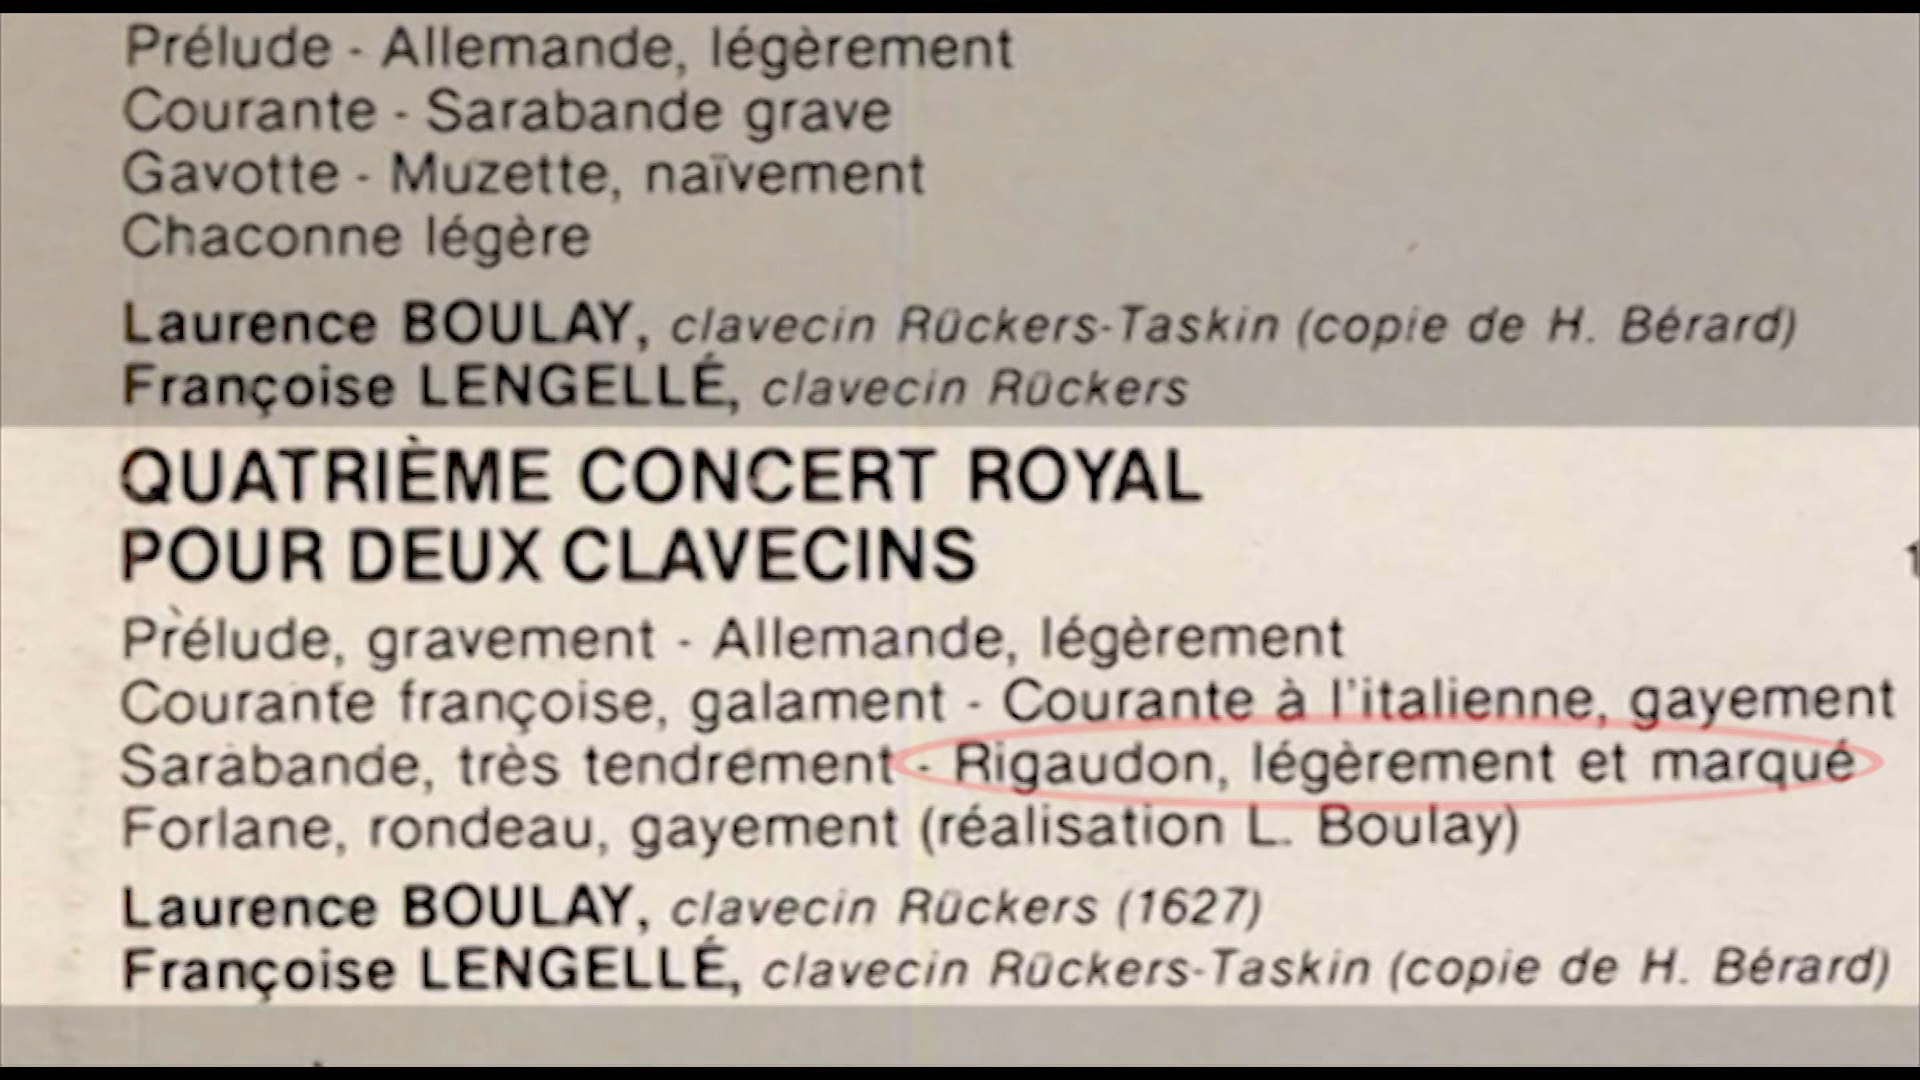 Prélude - Allemande, légèrement
Courante - Sarabande grave
Gavotte - Muzette, naïvement
Chaconne légère
Laurence BOULAY, clavecin Rückers-Taskin (copie de H. Bérard)
Françoise LENGELLÉ, clavecin Rückers
QUATRIÈME CONCERT ROYAL
POUR DEUX CLAVECINS
Prélude, gravement - Allemande, légèrement
Courante françoise, galament - Courante à l'italienne, gayement
Sarabande, très tendrement - Rigaudon, légèrement et marqué
Forlane, rondeau, gayement (réalisation L. Boulay)
Laurence BOULAY, clavecin Rückers (1627)
Françoise LENGELLÉ, clavecin Rückers-Taskin (copie de H. Bérard)